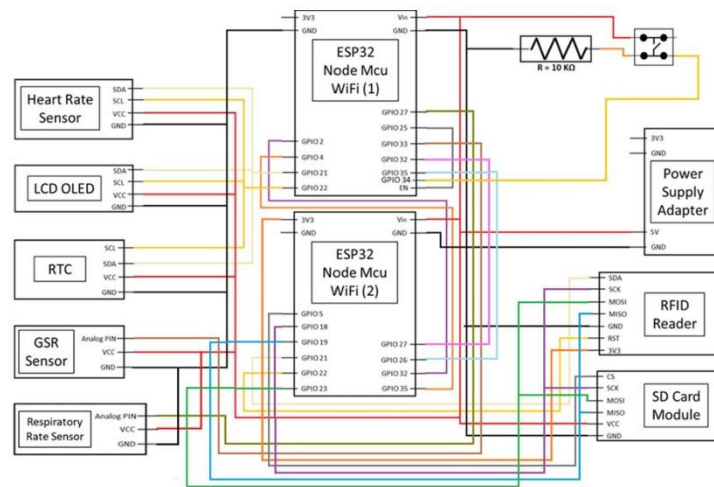 3V3
GND
ESP32
Node Mcu
WiFi (1)
Vin
GND
GPIO 27
GPIO 25
GPIO 33
GPIO 32
GPIO 35
GPIO 34
EN
GPIO 2
GPIO 4
GPIO 21
GPIO 22
R = 10 KΩ
Heart Rate
Sensor
SDA
SCL
VCC
GND
LCD OLED
SDA
SCL
VCC
GND
RTC
SCL
SDA
VCC
GND
GSR
Sensor
Analog PIN
VCC
GND
Respiratory
Rate Sensor
Analog PIN
VCC
GND
3V3
GND
ESP32
Node Mcu
WiFi (2)
Vin
GND
GPIO 5
GPIO 18
GPIO 19
GPIO 21
GPIO 22
GPIO 23
GPIO 27
GPIO 26
GPIO 32
GPIO 35
3V3
GND
Power
Supply
Adapter
5V
GND
SDA
SCK
MOSI
MISO
GND
RST
3V3
RFID
Reader
CS
SCK
MOSI
MISO
VCC
GND
SD Card
Module